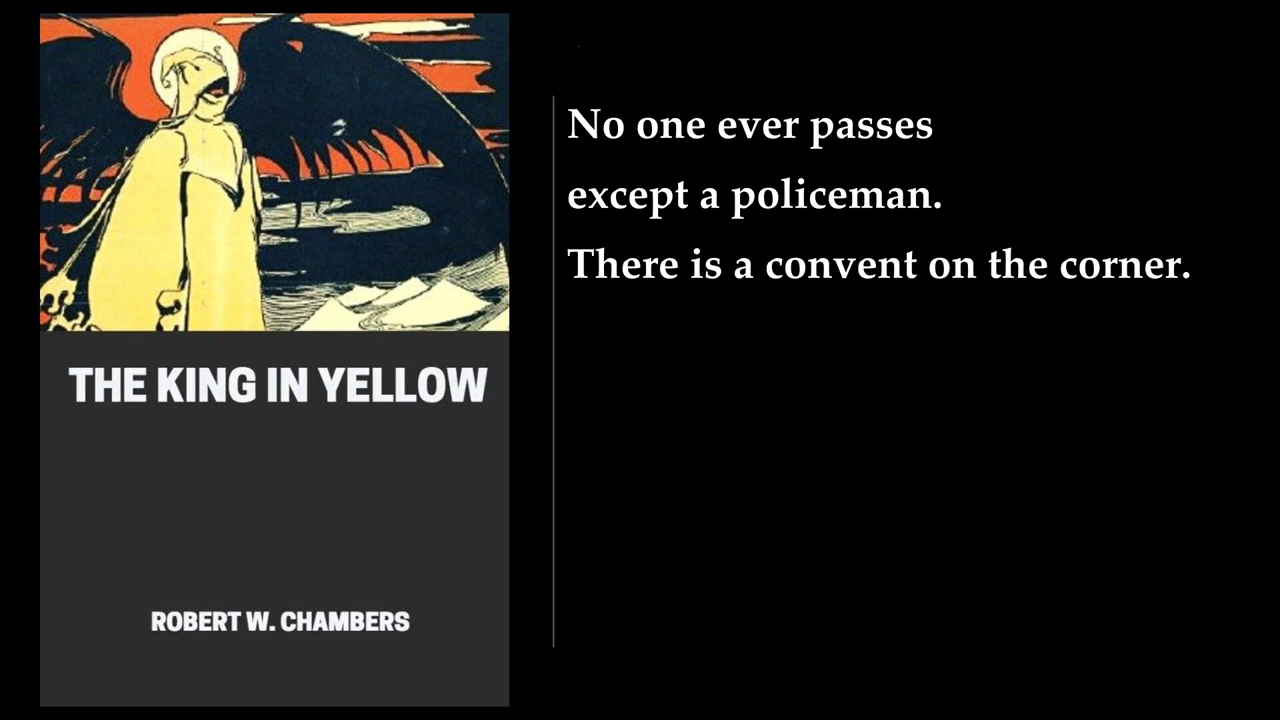 THE KING IN YELLOW
ROBERT W. CHAMBERS
No one ever passes
except a policeman.
There is a convent on the corner.